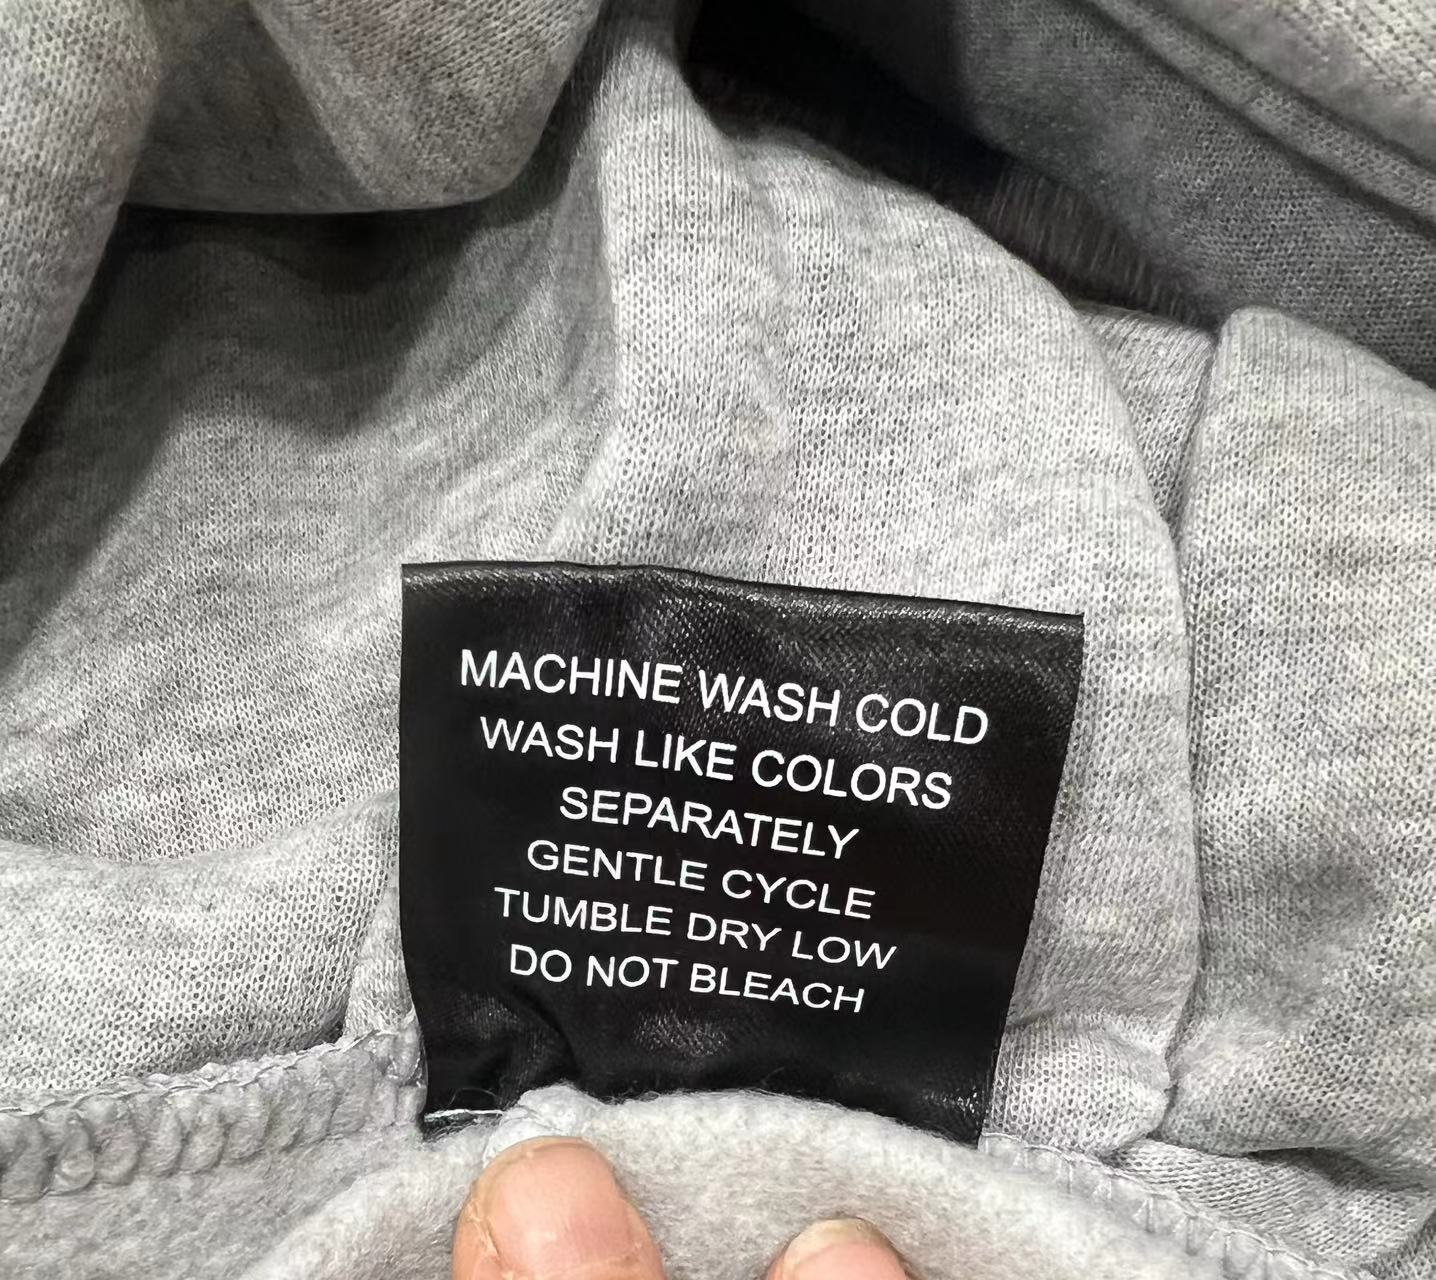 MACHINE WASH COLD
WASH LIKE COLORS
SEPARATELY
GENTLE CYCLE
TUMBLE DRY LOW
DO NOT BLEACH